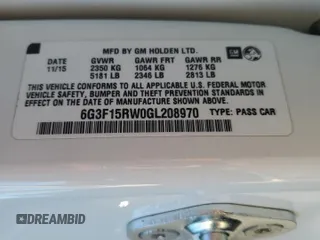 MFD BY GM HOLDEN LTD.
DATE GVWR GAWR FRT GAWR RR GM
11/15 2350 KG 1064 KG 1276 KG
5181 LB 2346 LB 2813 LB
THIS VEHICLE CONFORMS TO ALL APPLICABLE U.S. FEDERAL MOTOR
VEHICLE SAFETY, BUMPER AND THEFT PREVENTION STANDARDS IN
EFFECT ON THE DATE OF MANUFACTURE SHOWN ABOVE.
6G3F15RW0GL208970 TYPE: PASS CAR
DREAMBID